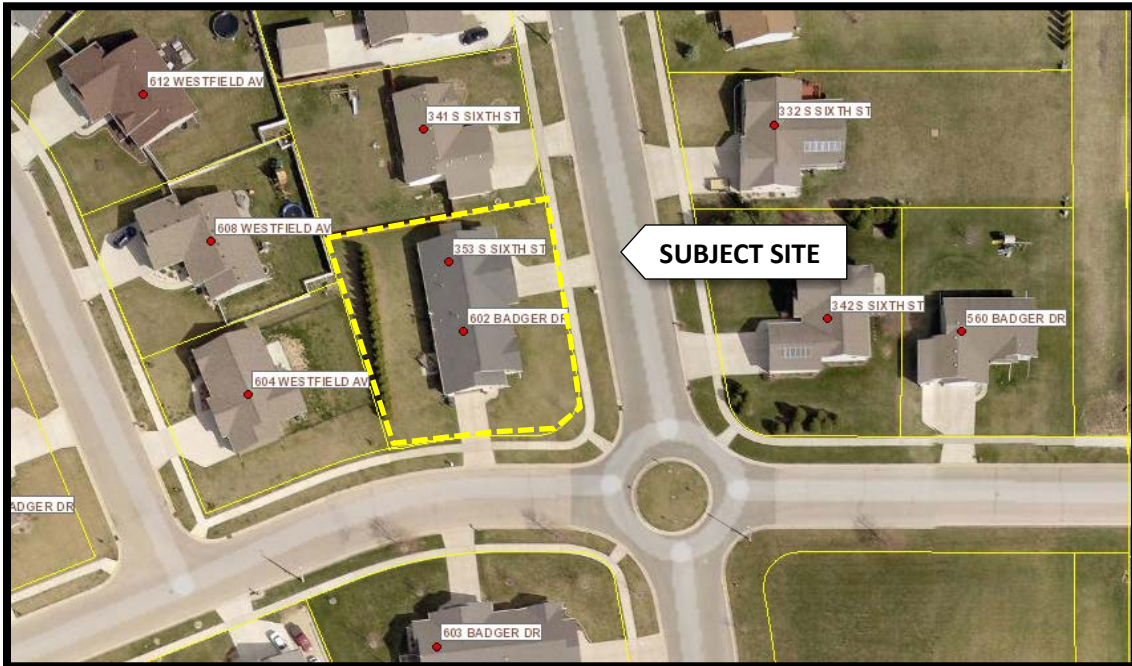 612 WESTFIELD AV
341 S SIXTH ST
332 S SIXTH ST
608 WESTFIELD AV
353 S SIXTH ST
SUBJECT SITE
602 BADGER DR
342 S SIXTH ST
560 BADGER DR
604 WESTFIELD AV
ADGER DR
603 BADGER DR